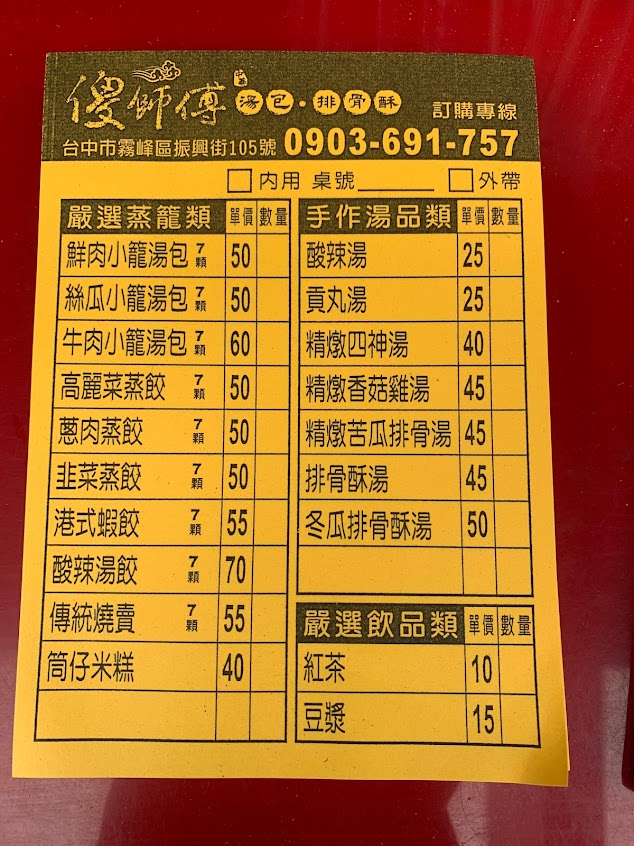 傻師傅 湯包·排骨酥 訂購專線
台中市霧峰區振興街105號 0903-691-757
□內用 桌號______ □外帶
嚴選蒸籠類 單價 數量
鮮肉小籠湯包 7顆 50
絲瓜小籠湯包 7顆 50
牛肉小籠湯包 7顆 60
高麗菜蒸餃 7顆 50
蔥肉蒸餃 7顆 50
韭菜蒸餃 7顆 50
港式蝦餃 7顆 55
酸辣湯餃 7顆 70
傳統燒賣 7顆 55
筒仔米糕 40
手作湯品類 單價 數量
酸辣湯 25
貢丸湯 25
精燉四神湯 40
精燉香菇雞湯 45
精燉苦瓜排骨湯 45
排骨酥湯 45
冬瓜排骨酥湯 50
嚴選飲品類 單價 數量
紅茶 10
豆漿 15